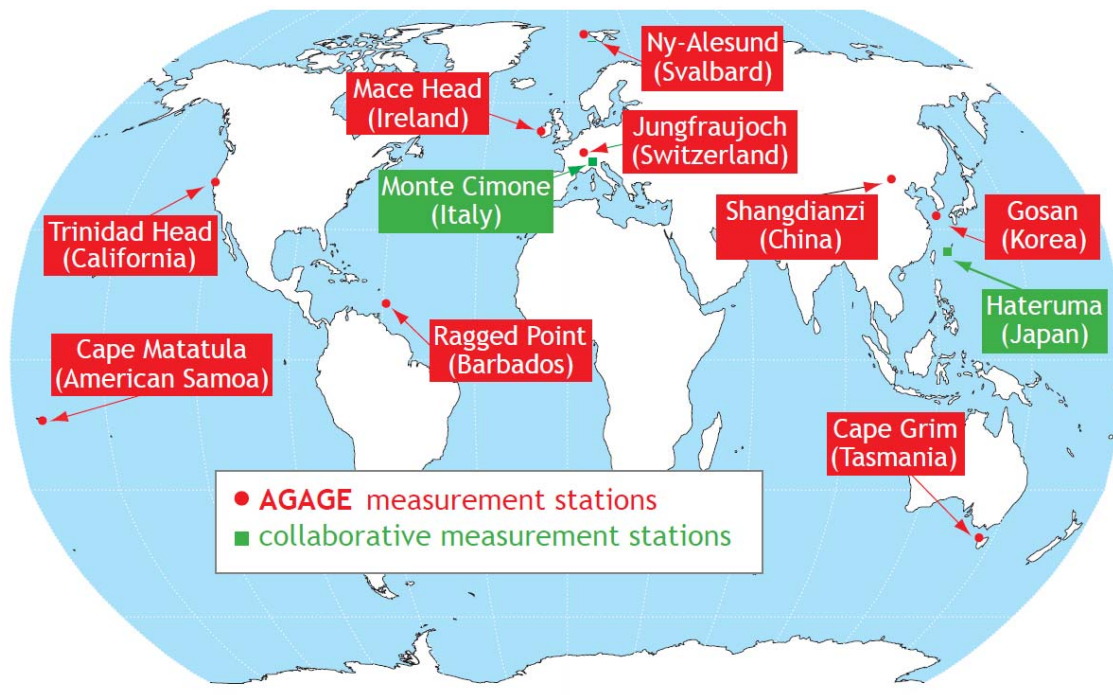 Ny-Alesund
(Svalbard)
Mace Head
(Ireland)
Jungfraujoch
(Switzerland)
Monte Cimone
(Italy)
Trinidad Head
(California)
Shangdianzi
(China)
Gosan
(Korea)
Hateruma
(Japan)
Ragged Point
(Barbados)
Cape Matatula
(American Samoa)
Cape Grim
(Tasmania)
AGAGE measurement stations
collaborative measurement stations